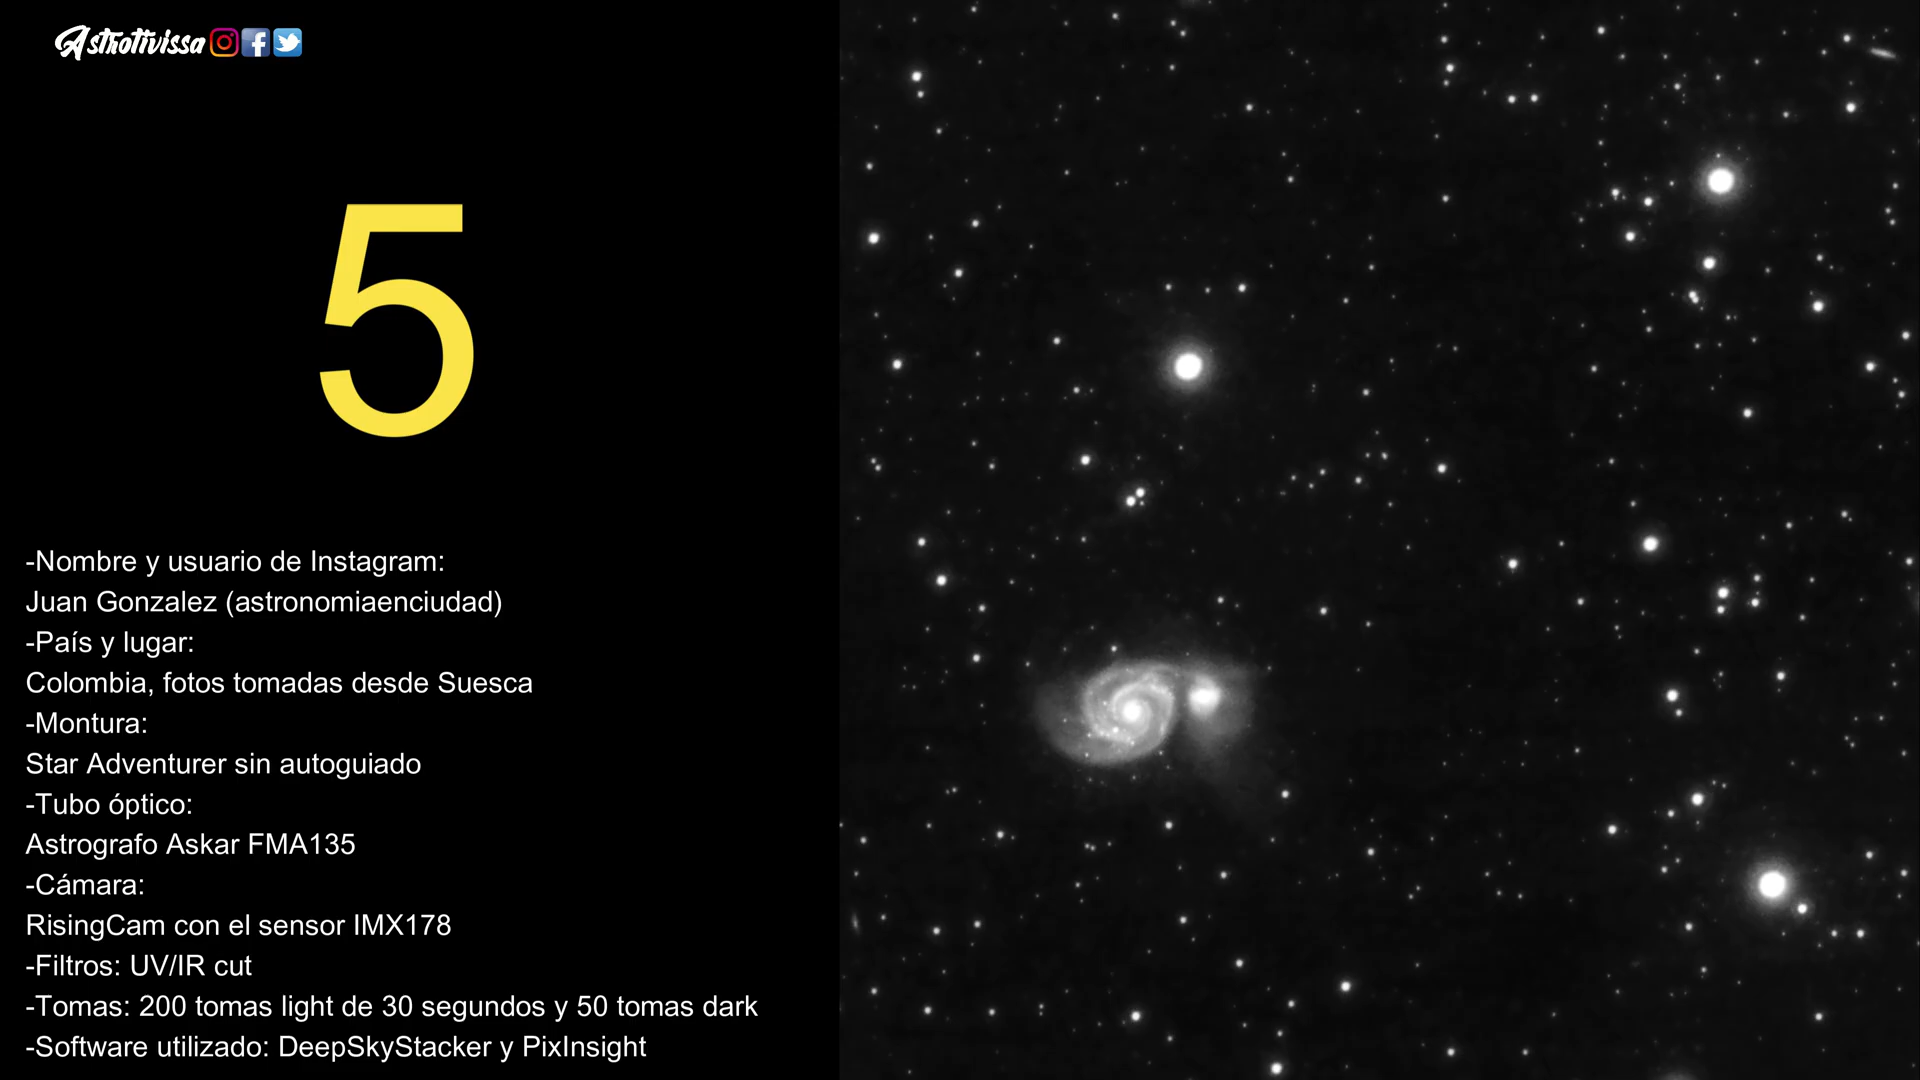 Astrotivissa
5
-Nombre y usuario de Instagram:
Juan Gonzalez (astronomiaenciudad)
-País y lugar:
Colombia, fotos tomadas desde Suesca
-Montura:
Star Adventurer sin autoguiado
-Tubo óptico:
Astrografo Askar FMA135
-Cámara:
RisingCam con el sensor IMX178
-Filtros: UV/IR cut
-Tomas: 200 tomas light de 30 segundos y 50 tomas dark
-Software utilizado: DeepSkyStacker y PixInsight